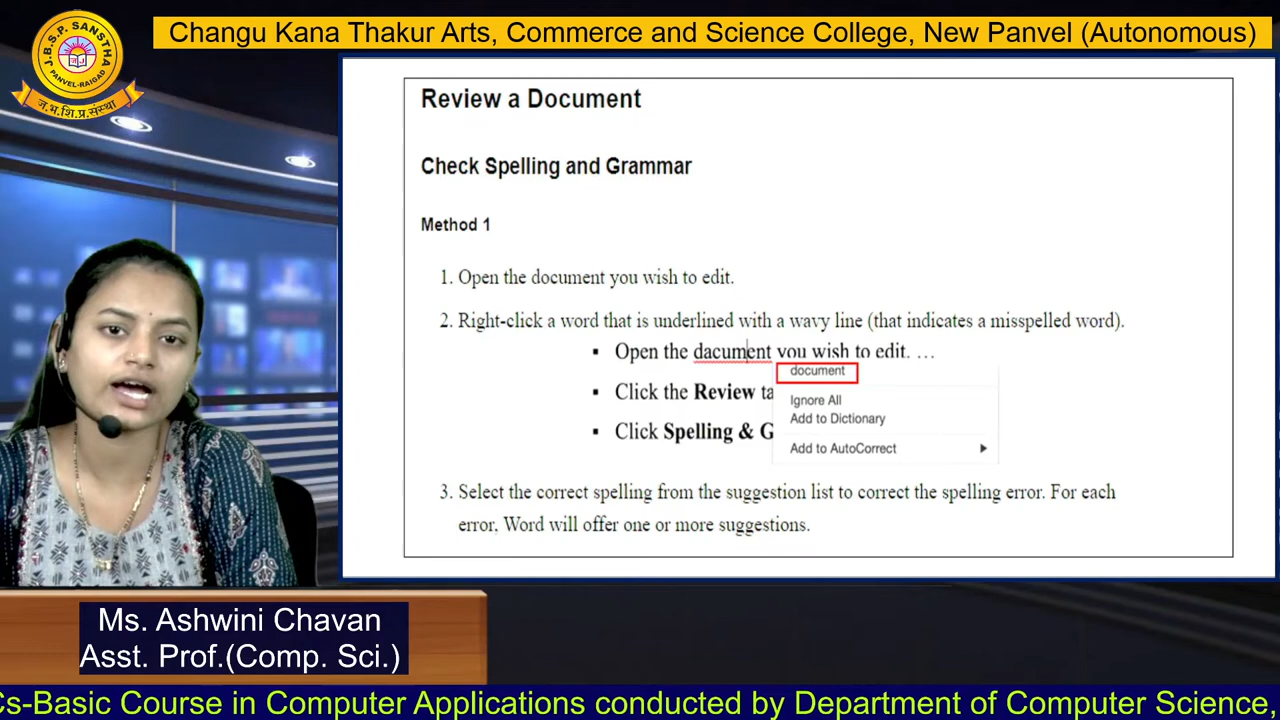 J.B.S.P. SANSTHA
PANVEL-RAIGAD
ज.भ.शि.प्र.संस्था
Changu Kana Thakur Arts, Commerce and Science College, New Panvel (Autonomous)
Review a Document
Check Spelling and Grammar
Method 1
1. Open the document you wish to edit.
2. Right-click a word that is underlined with a wavy line (that indicates a misspelled word).
▪ Open the dacument you wish to edit. …
document
▪ Click the Review ta
Ignore All
Add to Dictionary
▪ Click Spelling & G
Add to AutoCorrect
3. Select the correct spelling from the suggestion list to correct the spelling error. For each
error, Word will offer one or more suggestions.
Ms. Ashwini Chavan
Asst. Prof.(Comp. Sci.)
Cs-Basic Course in Computer Applications conducted by Department of Computer Science,